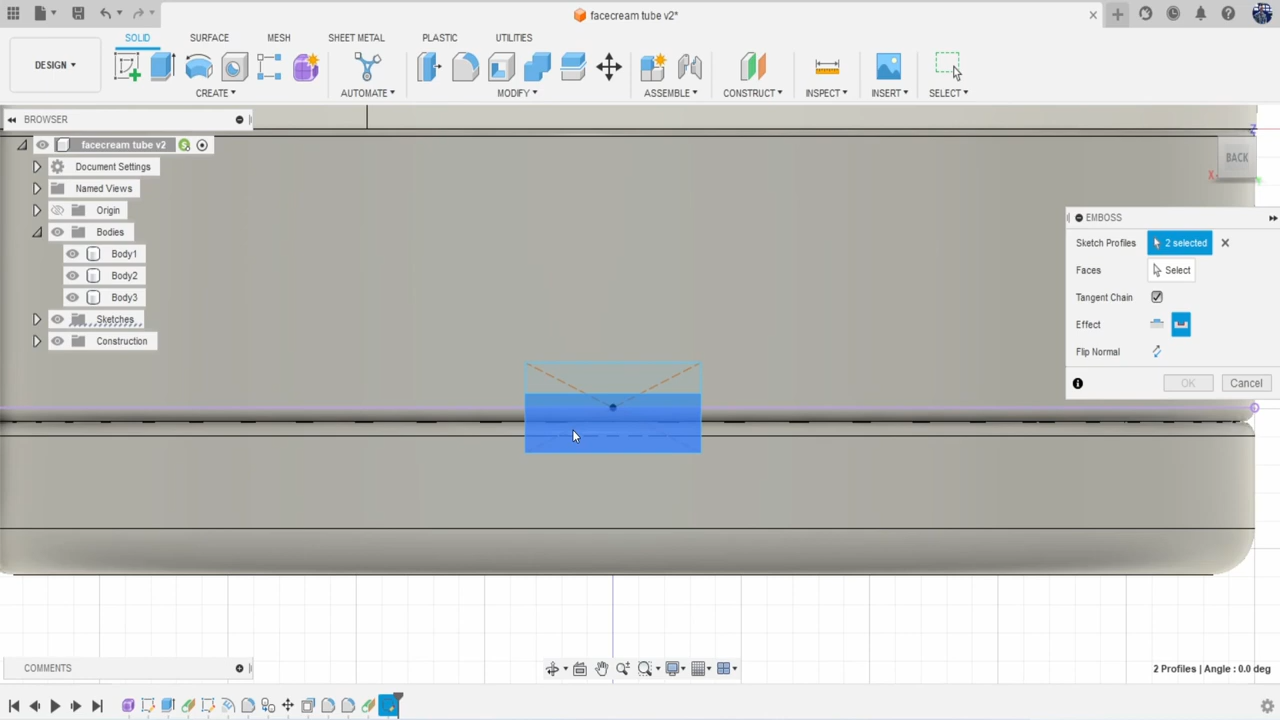 facecream tube v2*
SOLID
SURFACE
MESH
SHEET METAL
PLASTIC
UTILITIES
DESIGN
CREATE
AUTOMATE
MODIFY
ASSEMBLE
CONSTRUCT
INSPECT
INSERT
SELECT
BROWSER
facecream tube v2
Document Settings
Named Views
Origin
Bodies
Body1
Body2
Body3
Sketches
Construction
Z
BACK
X
EMBOSS
Sketch Profiles
2 selected
Faces
Select
Tangent Chain
Effect
Flip Normal
OK
Cancel
COMMENTS
2 Profiles | Angle : 0.0 deg